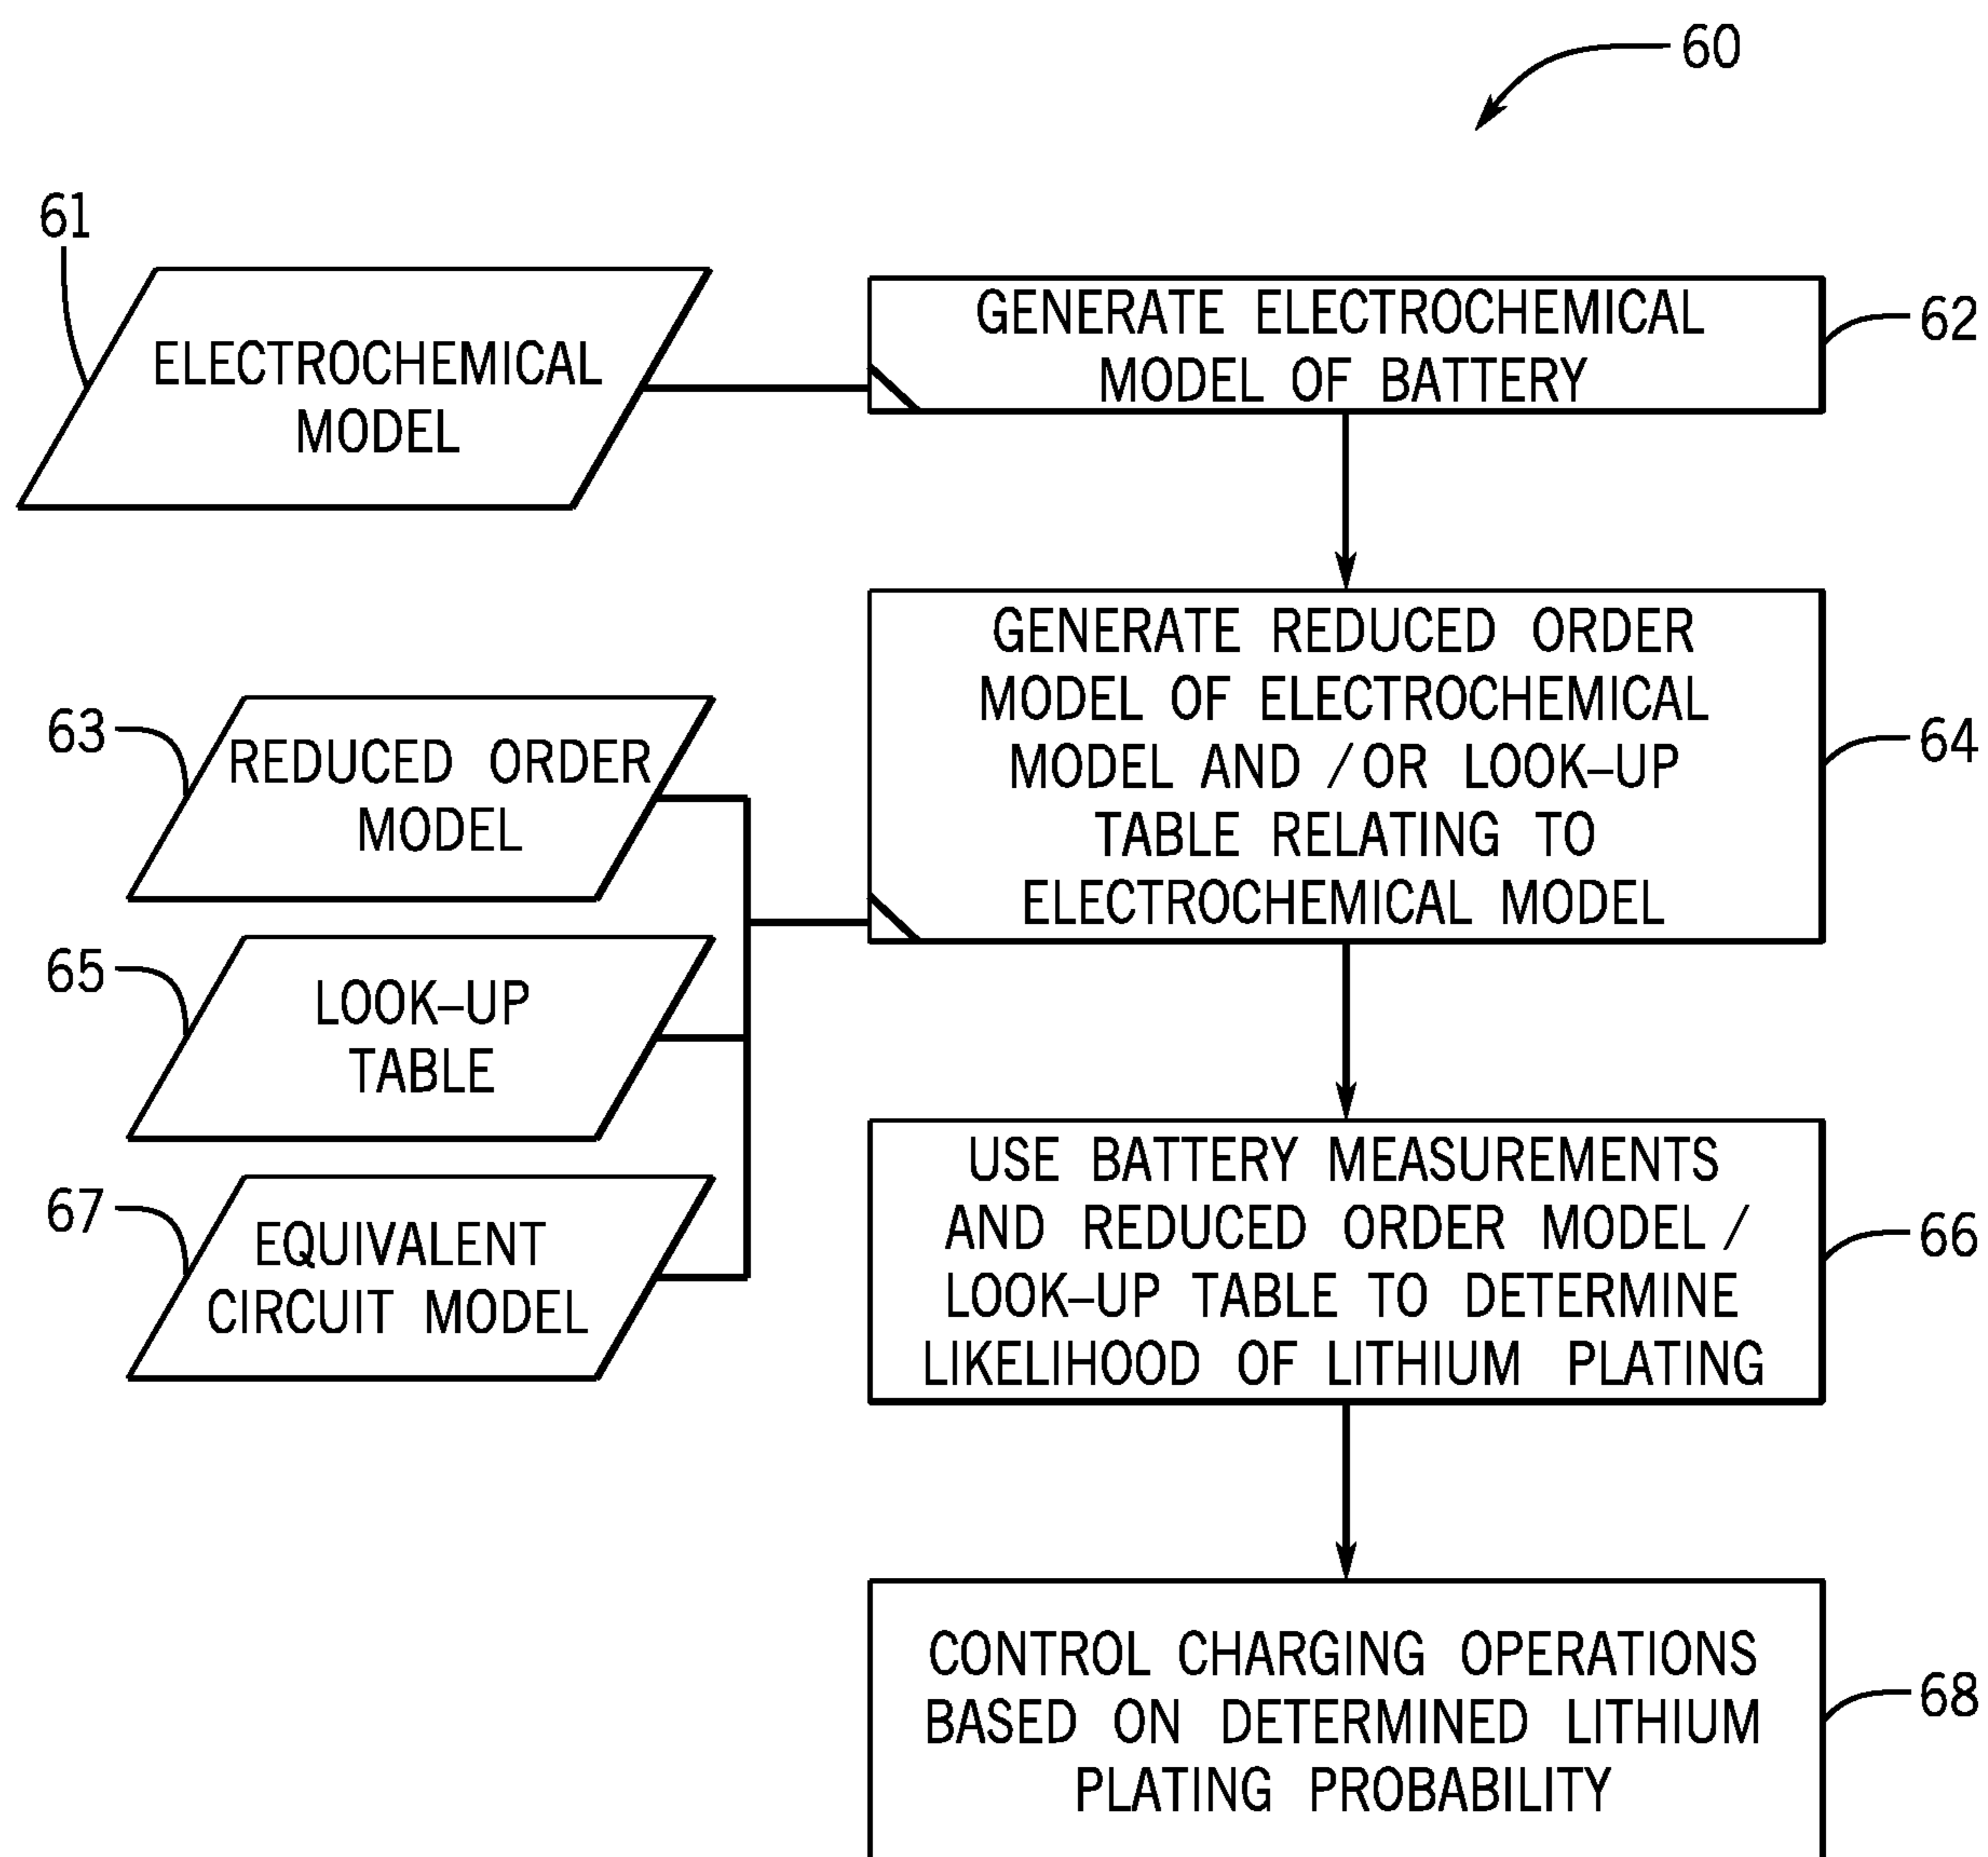 60
61
ELECTROCHEMICAL
MODEL
GENERATE ELECTROCHEMICAL
MODEL OF BATTERY
62
GENERATE REDUCED ORDER
MODEL OF ELECTROCHEMICAL
MODEL AND /OR LOOK-UP
TABLE RELATING TO
ELECTROCHEMICAL MODEL
64
63
REDUCED ORDER
MODEL
65
LOOK-UP
TABLE
67
EQUIVALENT
CIRCUIT MODEL
USE BATTERY MEASUREMENTS
AND REDUCED ORDER MODEL /
LOOK-UP TABLE TO DETERMINE
LIKELIHOOD OF LITHIUM PLATING
66
CONTROL CHARGING OPERATIONS
BASED ON DETERMINED LITHIUM
PLATING PROBABILITY
68